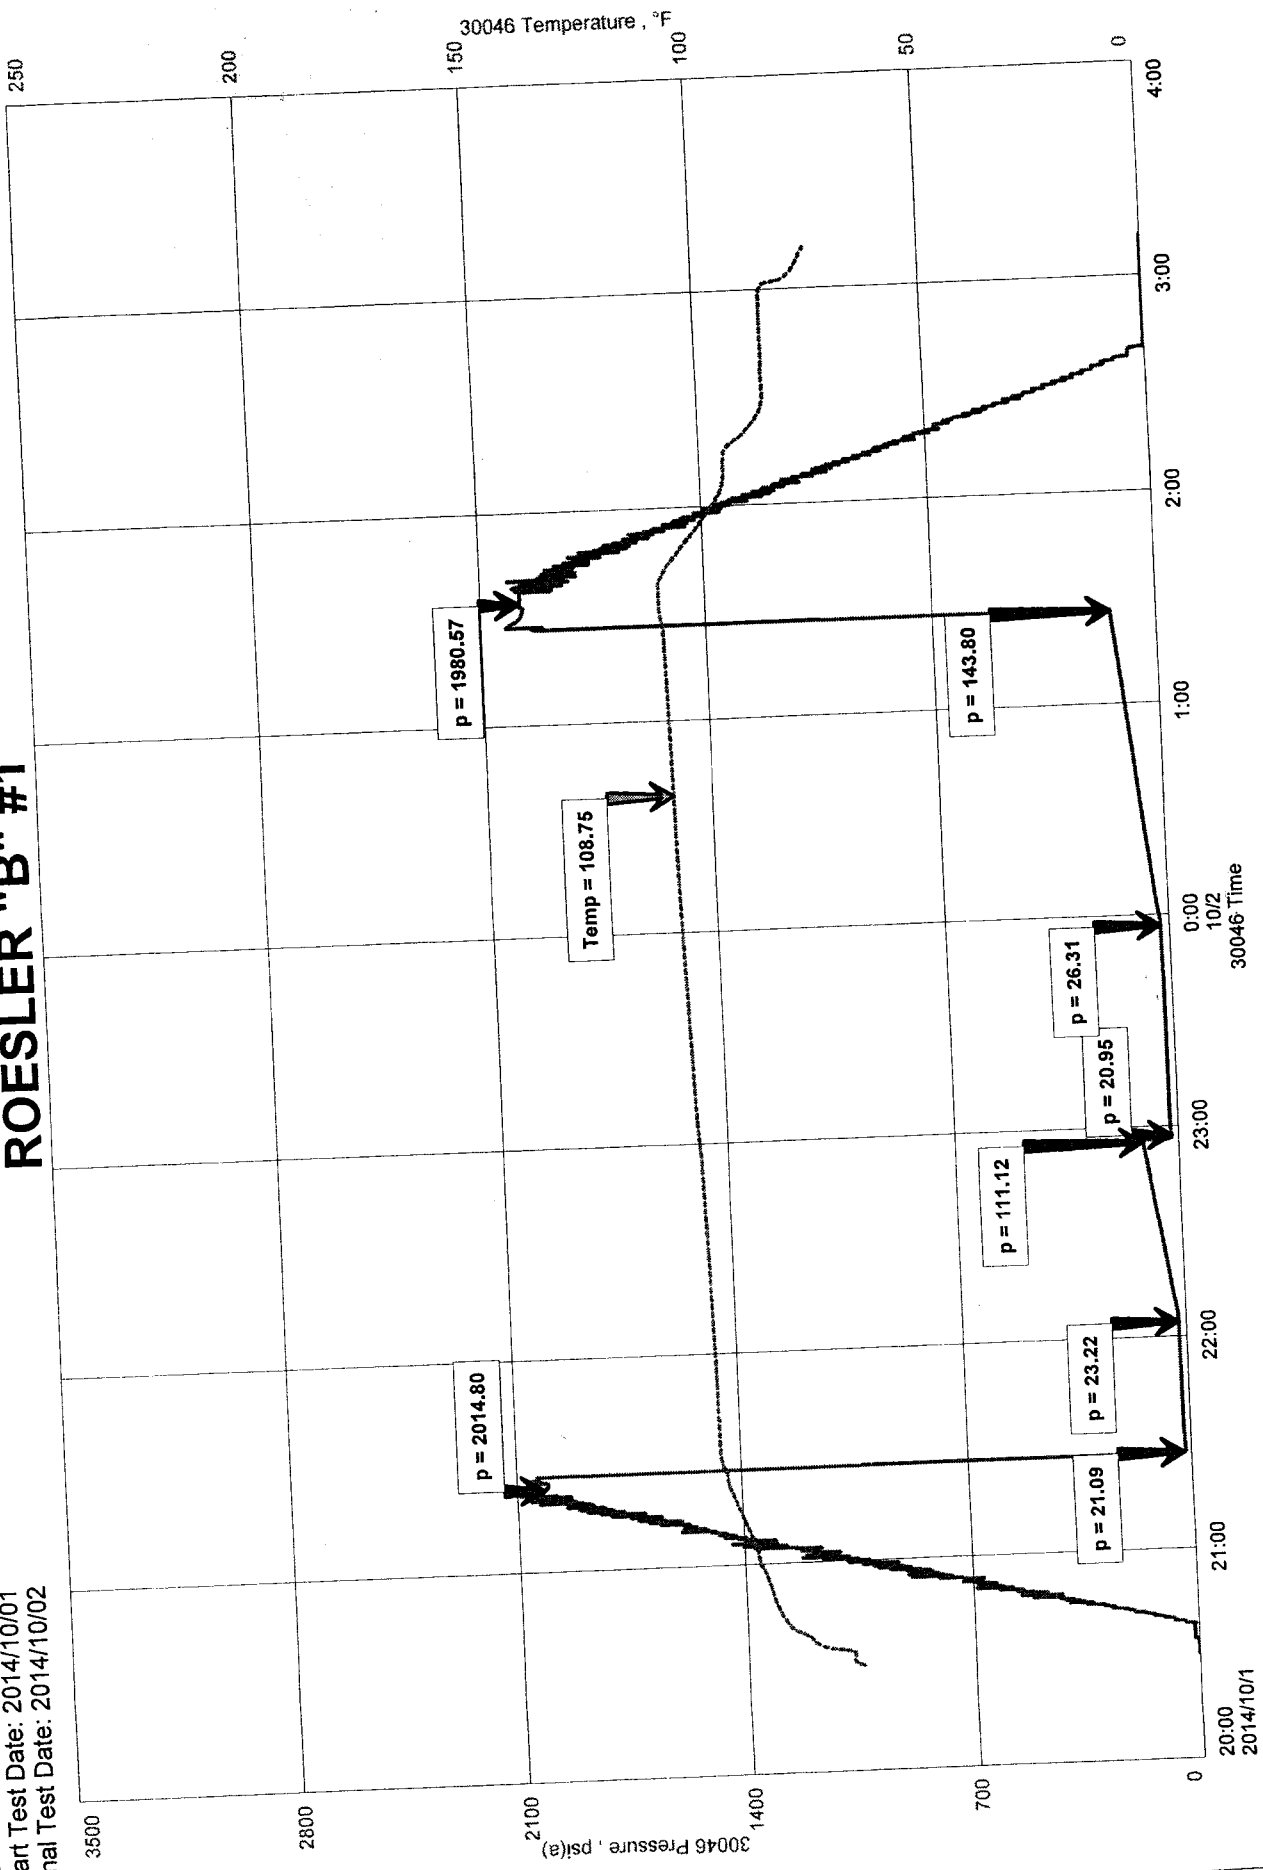 ROESLER "B" #1
art Test Date: 2014/10/01
nal Test Date: 2014/10/02
30046 Pressure , psi(a)
3500
2800
2100
1400
700
0
30046 Temperature , °F
250
200
150
100
50
0
p = 2014.80
p = 1980.57
Temp = 108.75
p = 21.09
p = 23.22
p = 111.12
p = 20.95
p = 26.31
p = 143.80
20:00
2014/10/1
21:00
22:00
23:00
0:00
10/2
1:00
2:00
3:00
4:00
30046 Time